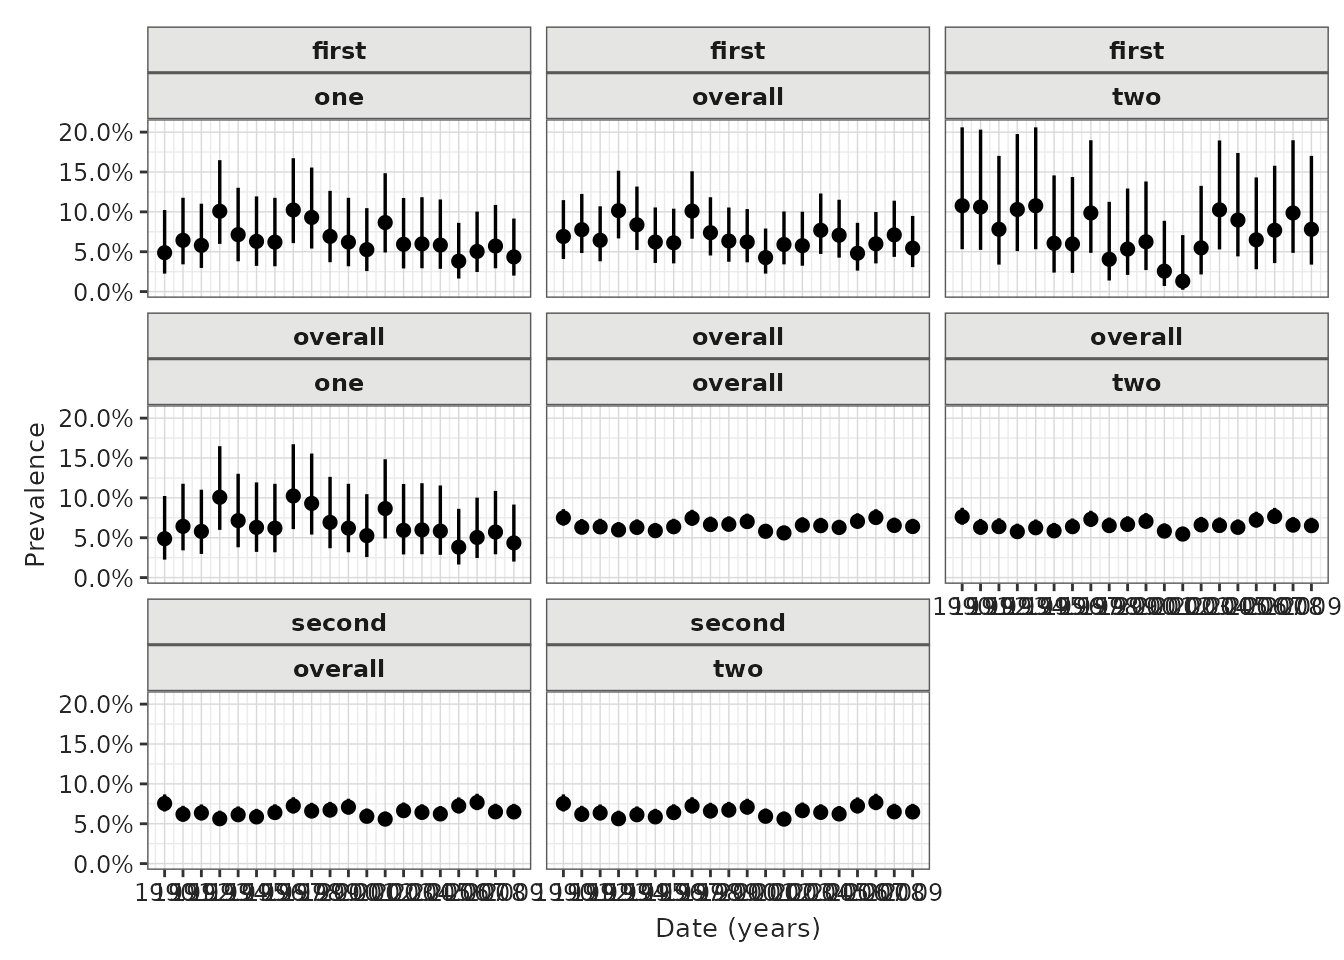 first first first
one overall two
20.0%
15.0%
10.0%
5.0%
0.0%
overall overall overall
one overall two
20.0%
15.0%
10.0%
5.0%
0.0%
second second
overall two
20.0%
15.0%
10.0%
5.0%
0.0%
Prevalence
Date (years)